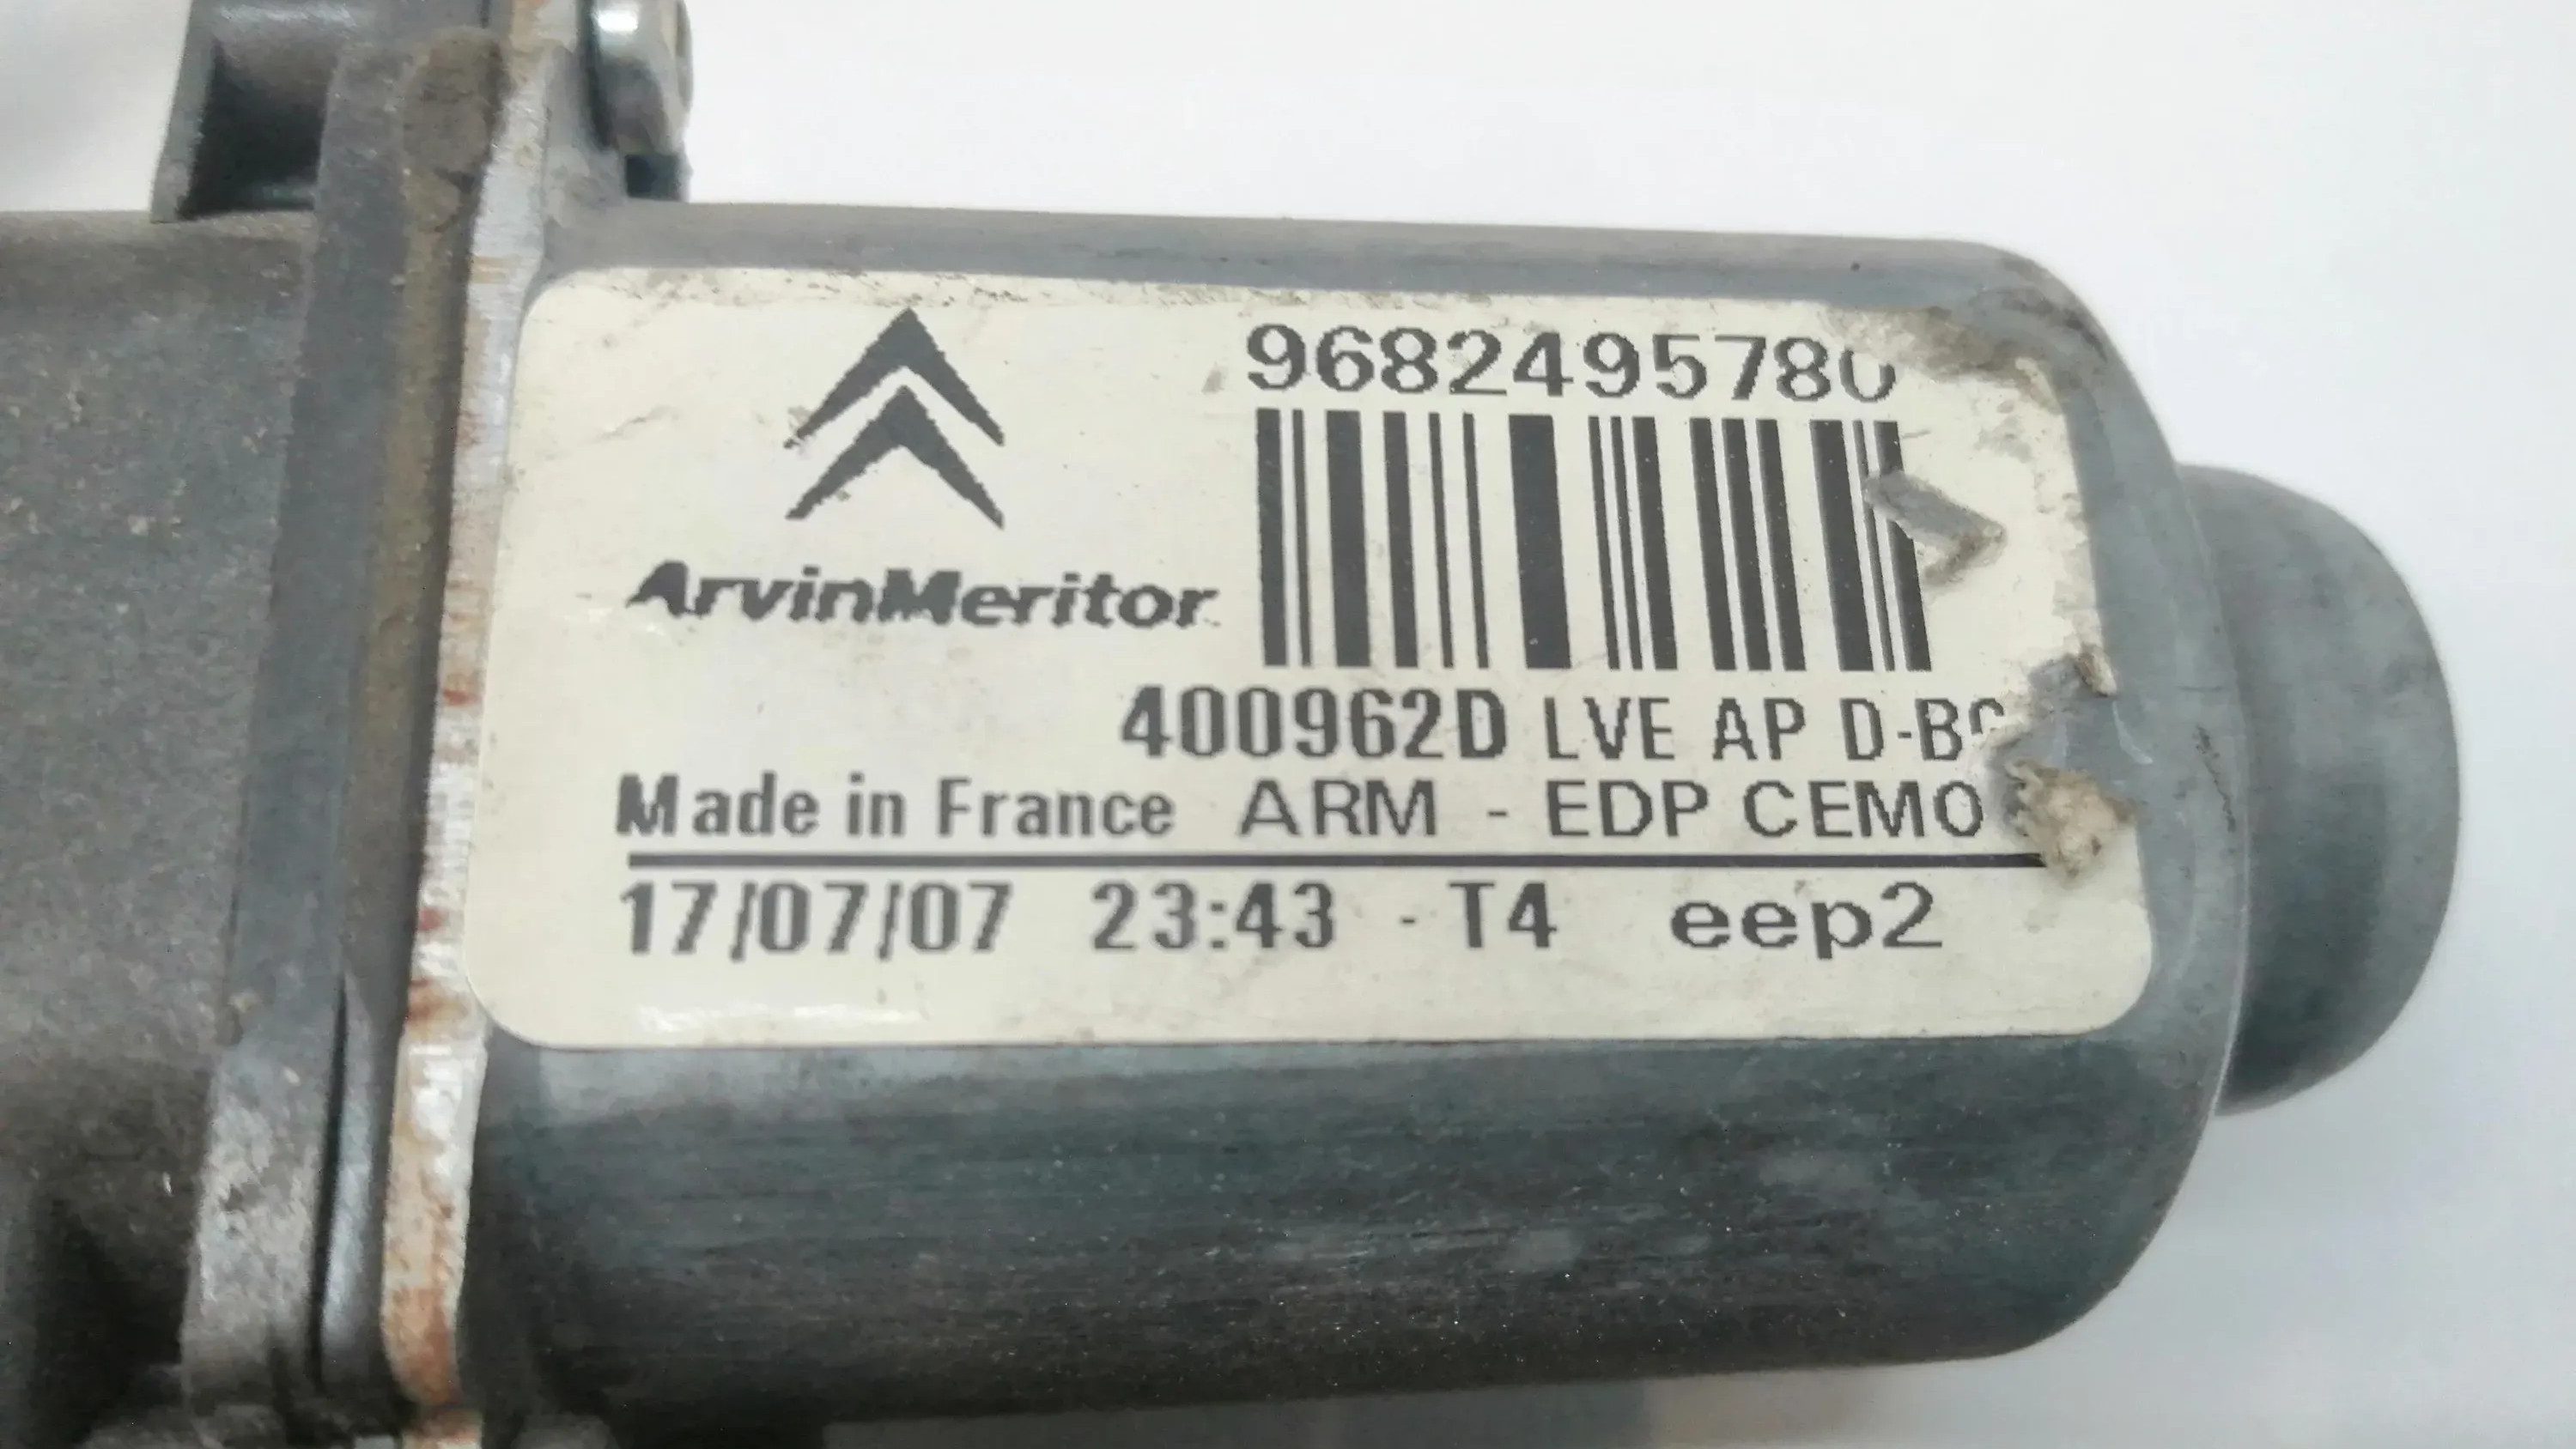 9682495780
ArvinMeritor
400962D LVE AP
Made in France ARM - EDP CEMO
17/07/07 23:43 - T4 eep2